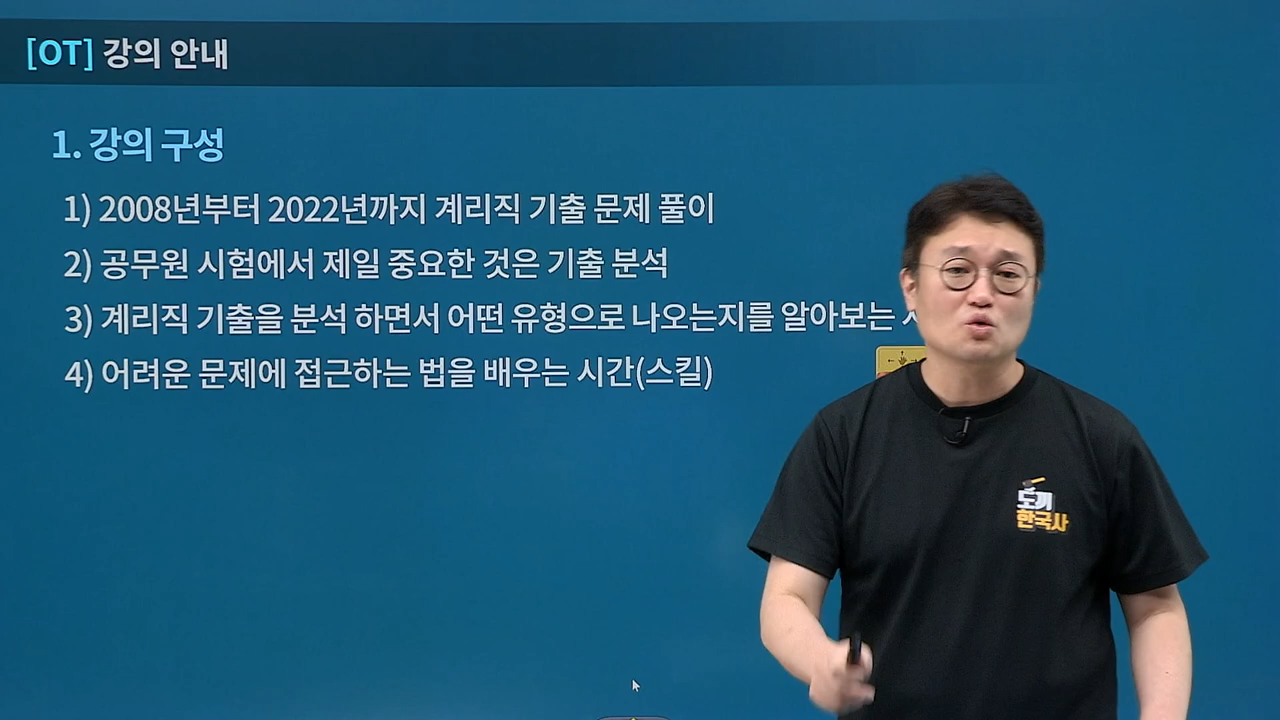 [OT] 강의 안내
1. 강의 구성
1) 2008년부터 2022년까지 계리직 기출 문제 풀이
2) 공무원 시험에서 제일 중요한 것은 기출 분석
3) 계리직 기출을 분석 하면서 어떤 유형으로 나오는지를 알아보는
4) 어려운 문제에 접근하는 법을 배우는 시간(스킬)
도끼
한국사